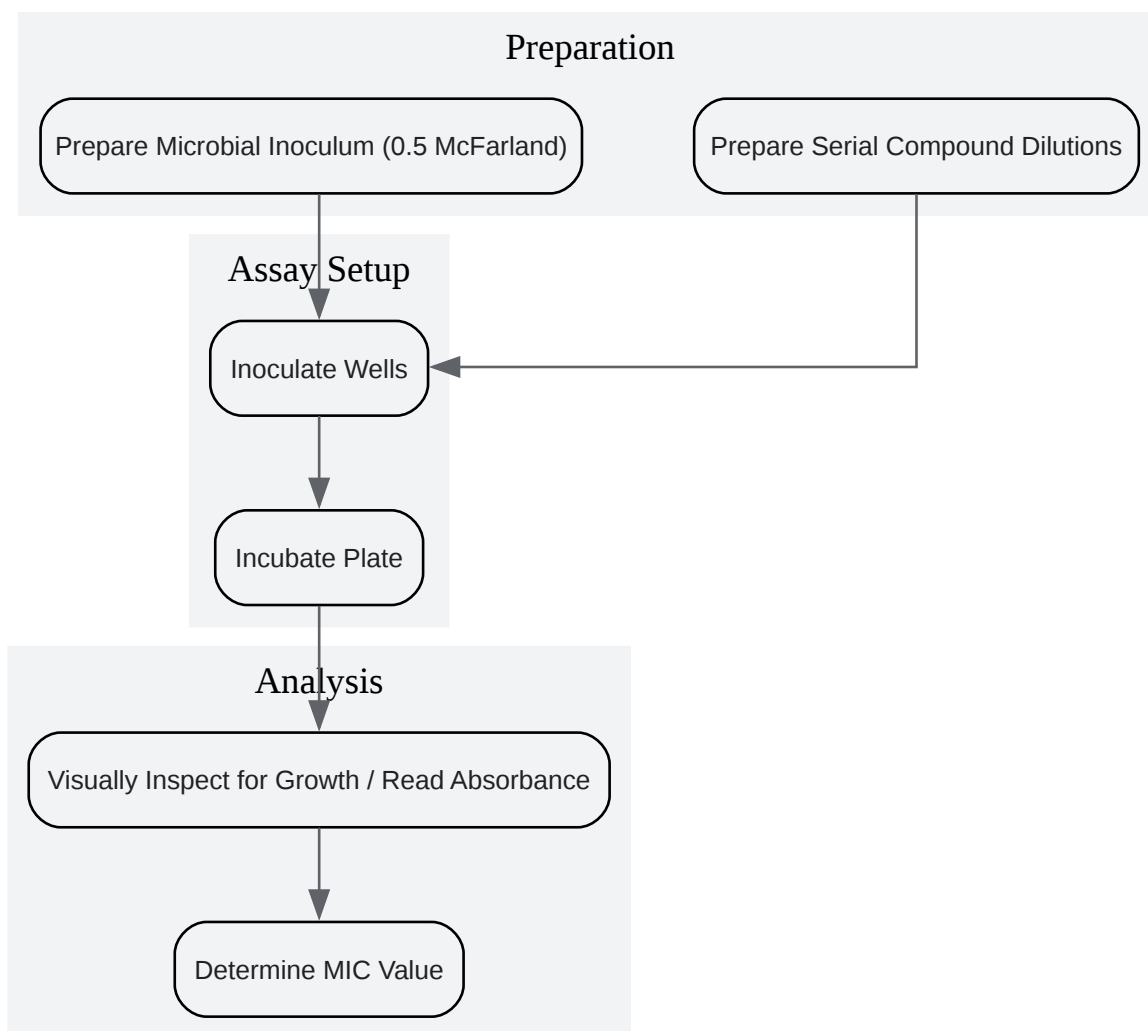 Preparation
Prepare Microbial Inoculum (0.5 McFarland)
Prepare Serial Compound Dilutions
Assay Setup
Inoculate Wells
Incubate Plate
Analysis
Visually Inspect for Growth / Read Absorbance
Determine MIC Value